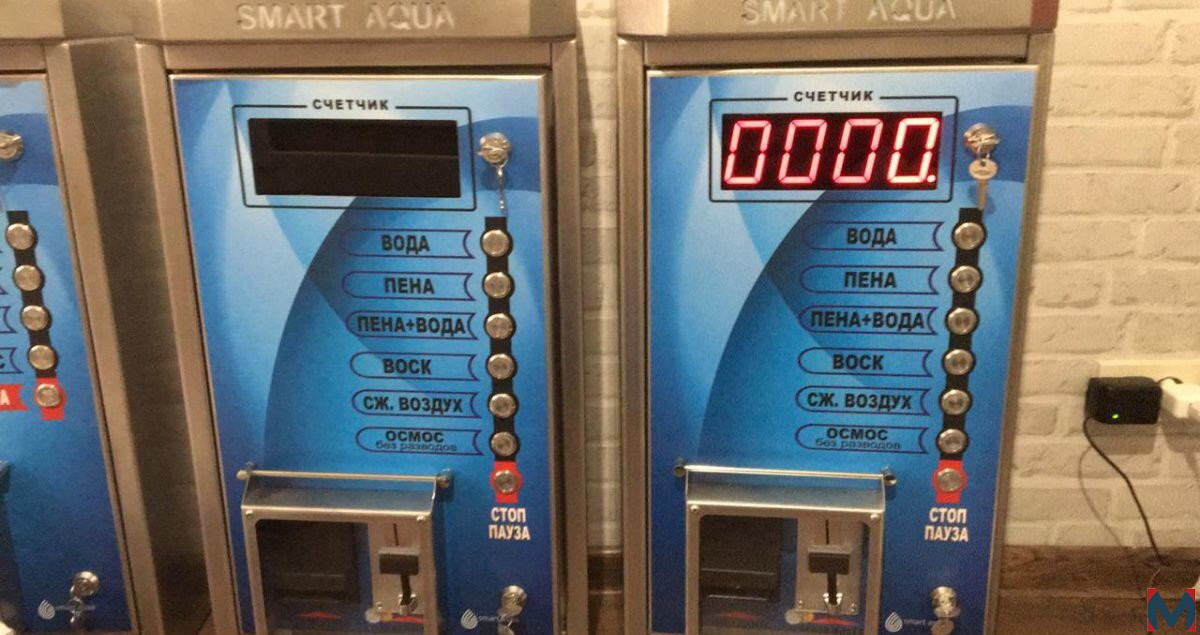 SMART AQUA
СЧЕТЧИК
ВОДА
ПЕНА
ПЕНА+ВОДА
ВОСК
СЖ. ВОЗДУХ
ОСМОС
без разводов
СТОП
ПАУЗА
SMART AQUA
СЧЕТЧИК
0000.
ВОДА
ПЕНА
ПЕНА+ВОДА
ВОСК
СЖ. ВОЗДУХ
ОСМОС
без разводов
СТОП
ПАУЗА
M